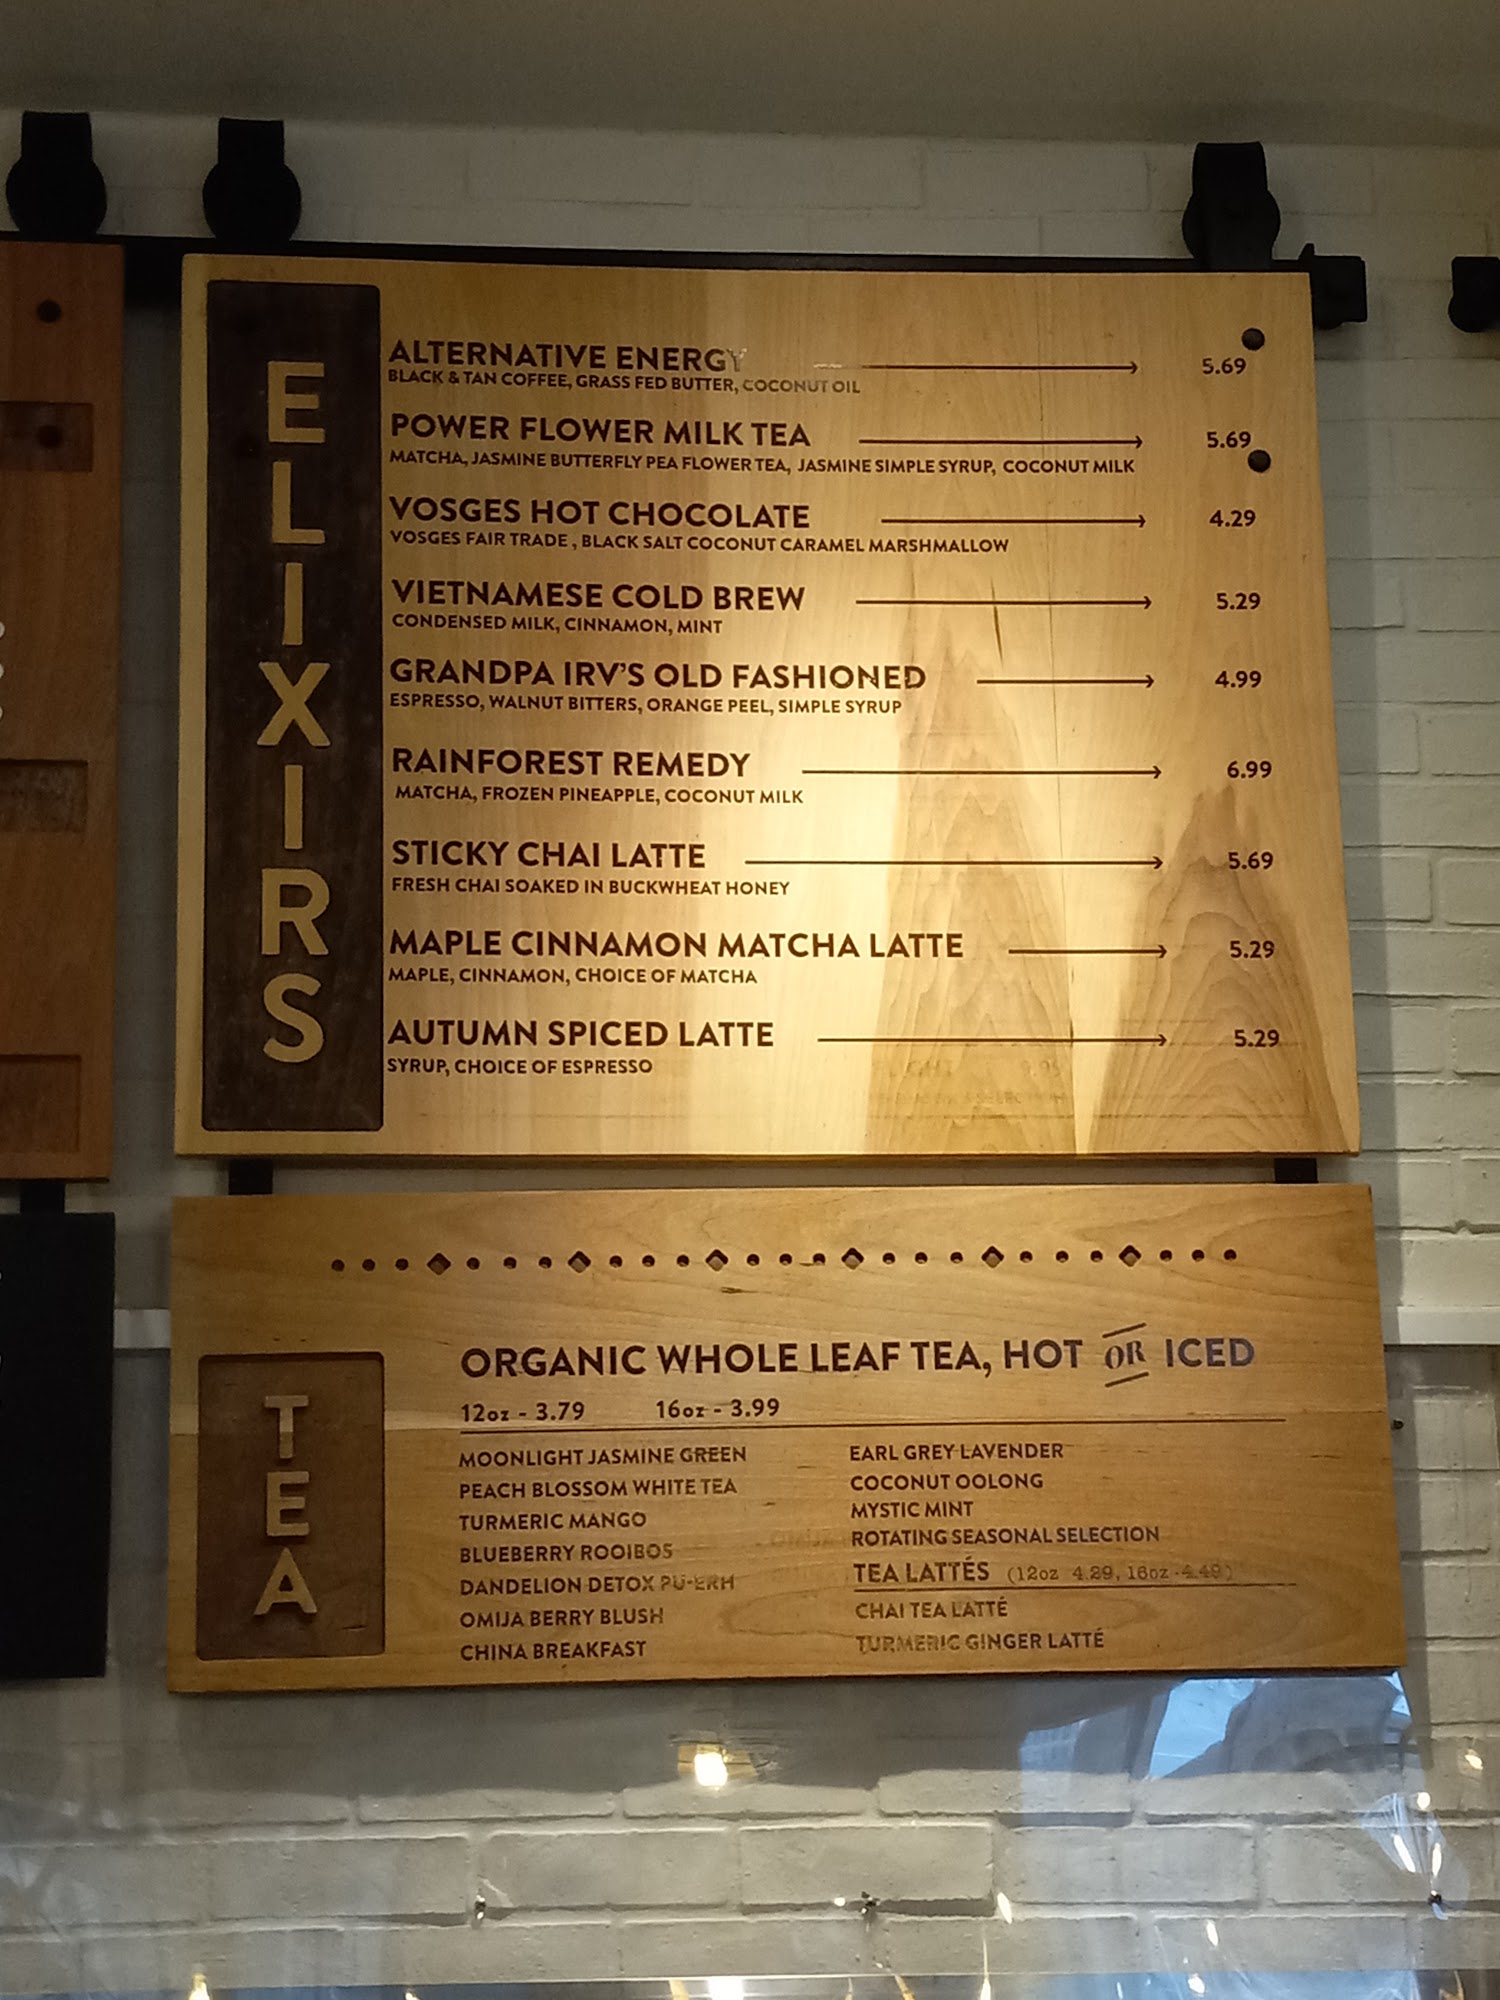 ELIXIRS
ALTERNATIVE ENERGY 5.69
BLACK & TAN COFFEE, GRASS FED BUTTER, COCONUT OIL
POWER FLOWER MILK TEA 5.69
MATCHA, JASMINE BUTTERFLY PEA FLOWER TEA, JASMINE SIMPLE SYRUP, COCONUT MILK
VOSGES HOT CHOCOLATE 4.29
VOSGES FAIR TRADE, BLACK SALT COCONUT CARAMEL MARSHMALLOW
VIETNAMESE COLD BREW 5.29
CONDENSED MILK, CINNAMON, MINT
GRANDPA IRV'S OLD FASHIONED 4.99
ESPRESSO, WALNUT BITTERS, ORANGE PEEL, SIMPLE SYRUP
RAINFOREST REMEDY 6.99
MATCHA, FROZEN PINEAPPLE, COCONUT MILK
STICKY CHAI LATTE 5.69
FRESH CHAI SOAKED IN BUCKWHEAT HONEY
MAPLE CINNAMON MATCHA LATTE 5.29
MAPLE, CINNAMON, CHOICE OF MATCHA
AUTUMN SPICED LATTE 5.29
SYRUP, CHOICE OF ESPRESSO
TEA
ORGANIC WHOLE LEAF TEA, HOT OR ICED
12oz - 3.79 16oz - 3.99
MOONLIGHT JASMINE GREEN
PEACH BLOSSOM WHITE TEA
TURMERIC MANGO
BLUEBERRY ROOIBOS
DANDELION DETOX PU-ERH
OMIJA BERRY BLUSH
CHINA BREAKFAST
EARL GREY LAVENDER
COCONUT OOLONG
MYSTIC MINT
ROTATING SEASONAL SELECTION
TEA LATTÉS (12oz 4.29, 16oz - 4.49)
CHAI TEA LATTÉ
TURMERIC GINGER LATTÉ